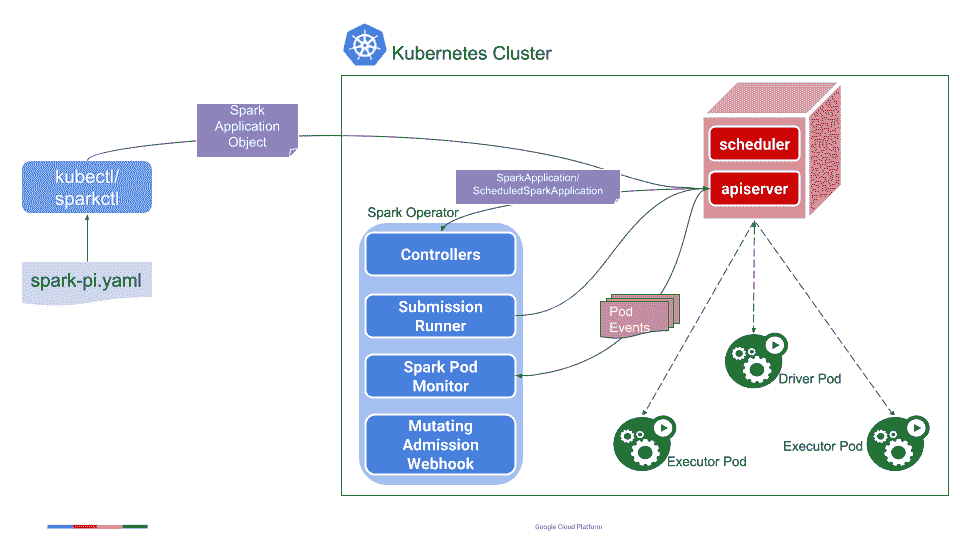 Kubernetes Cluster
Spark
Application
Object
scheduler
kubectl/
sparkctl
SparkApplication/
ScheduledSparkApplication
apiserver
Spark Operator
Controllers
spark-pi.yaml
Submission
Runner
Pod
Events
Spark Pod
Monitor
Driver Pod
Mutating
Admission
Webhook
Executor Pod
Executor Pod
Google Cloud Platform